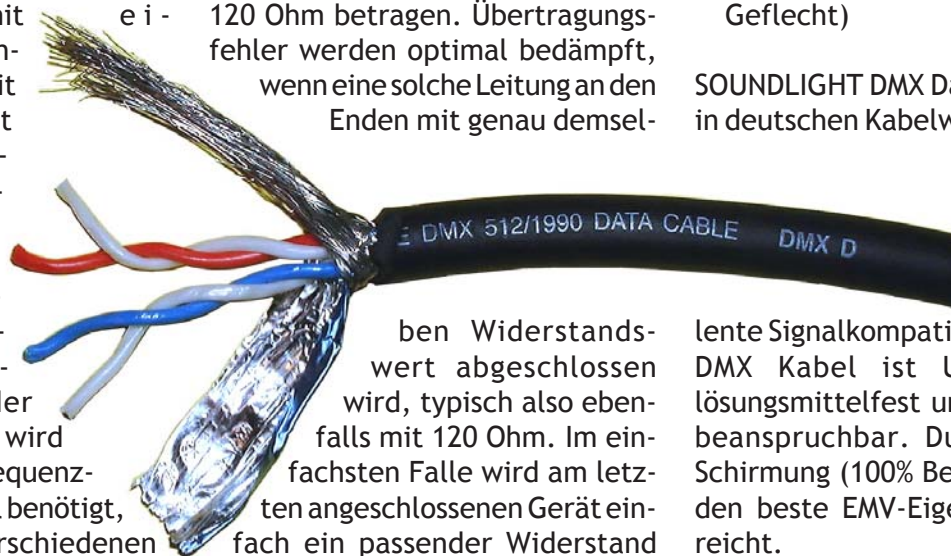 e i -
wird
equenz-
benötigt,
rschiedenen
120 Ohm betragen. Übertragungs-
fehler werden optimal bedämpft,
wenn eine solche Leitung an den
Enden mit genau demsel-
E DMX 512/1990 DATA CABLE DMX D
ben Widerstands-
wert abgeschlossen
wird, typisch also eben-
falls mit 120 Ohm. Im ein-
fachsten Falle wird am letz-
ten angeschlossenen Gerät ein-
fach ein passender Widerstand
Geflecht)
SOUNDLIGHT DMX Da
in deutschen Kabelw
lente Signalkompati
DMX Kabel ist U
lösungsmittelfest u
beanspruchbar. Du
Schirmung (100% Be
den beste EMV-Eige
reicht.